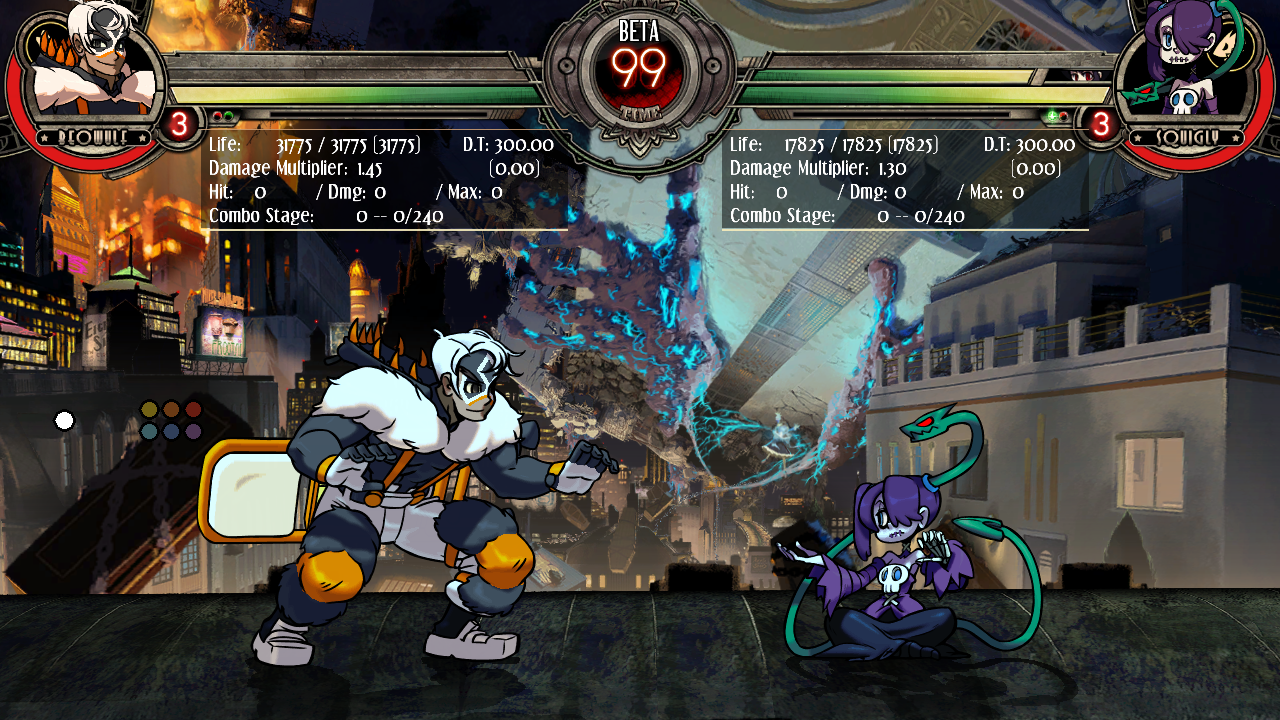 BETA
99
TIME
BEOWULF
3
3
SQUIGLY
Life: 31775 / 31775 (31775) D.T: 300.00
Damage Multiplier: 1.45 (0.00)
Hit: 0 / Dmg: 0 / Max: 0
Combo Stage: 0 -- 0/240
Life: 17825 / 17825 (17825) D.T: 300.00
Damage Multiplier: 1.30 (0.00)
Hit: 0 / Dmg: 0 / Max: 0
Combo Stage: 0 -- 0/240